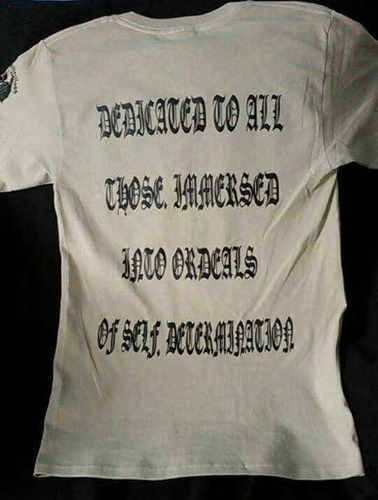 DEDICATED TO ALL
THOSE. IMMERSED
INTO ORDEALS
OF SELF. DETERMINATION